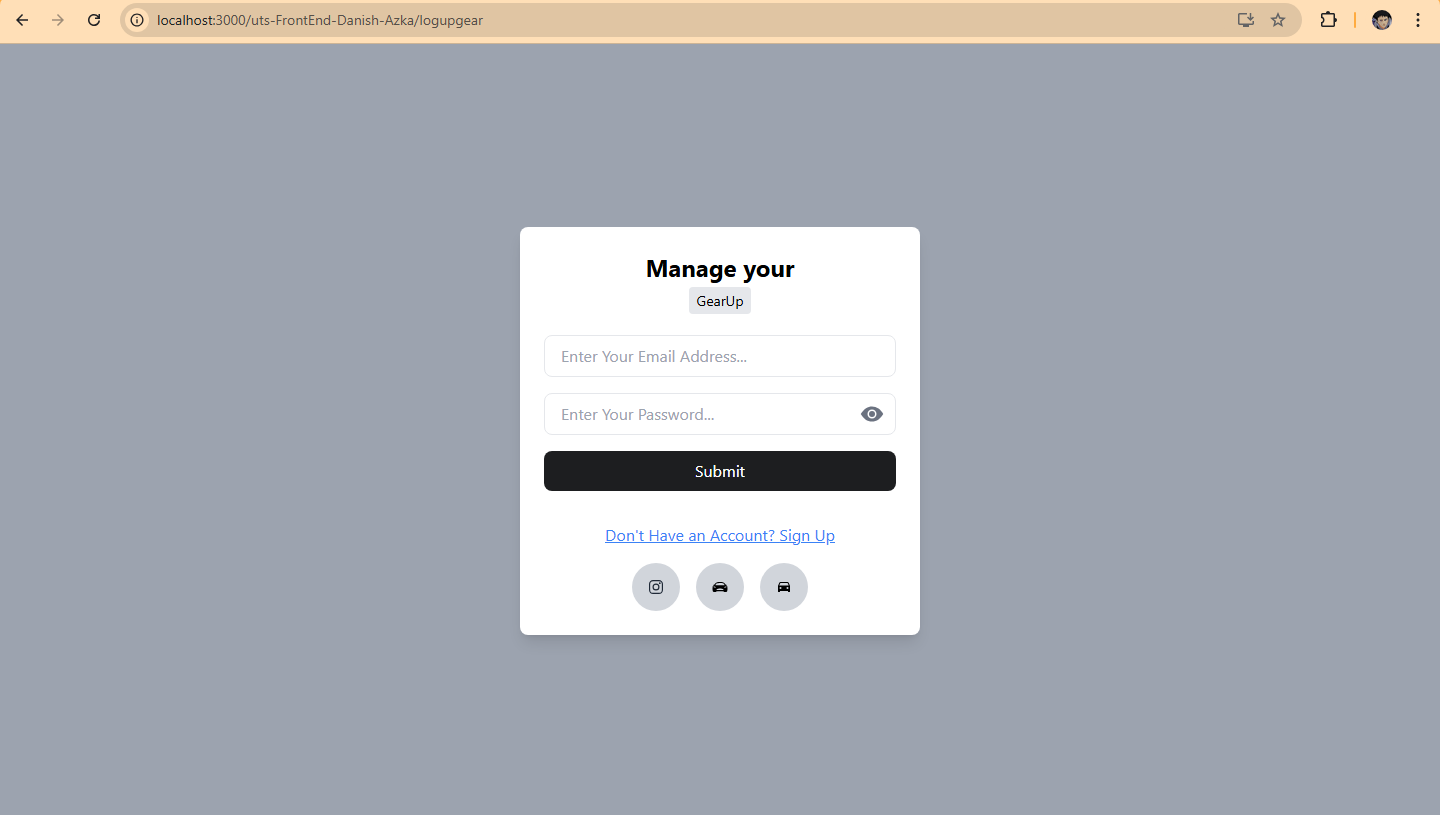 localhost:3000/uts-FrontEnd-Danish-Azka/logupgear
Manage your
GearUp
Enter Your Email Address...
Enter Your Password...
Submit
Don't Have an Account? Sign Up